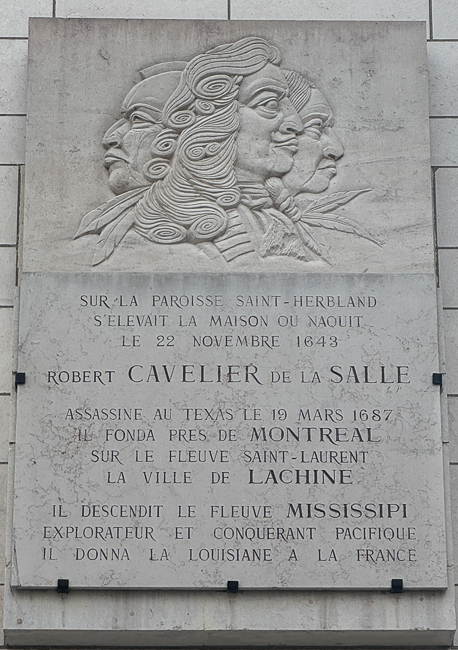 SUR LA PAROISSE SAINT-HERBLAND
S'ELEVAIT LA MAISON OU NAQUIT
LE 22 NOVEMBRE 1643
ROBERT CAVELIER DE LA SALLE
ASSASSINE AU TEXAS LE 19 MARS 1687
IL FONDA PRES DE MONTREAL
SUR LE FLEUVE SAINT-LAURENT
LA VILLE DE LACHINE
IL DESCENDIT LE FLEUVE MISSISSIPI
EXPLORATEUR ET CONQUERANT PACIFIQUE
IL DONNA LA LOUISIANE A LA FRANCE